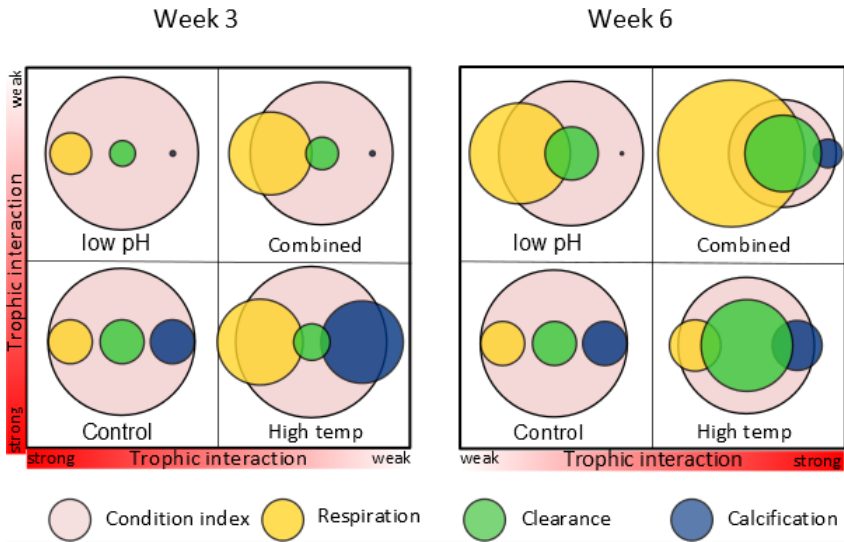 Week 3
Week 6
weak
Trophic interaction
strong
low pH
Combined
low pH
Combined
Control
High temp
Control
High temp
strong Trophic interaction weak
weak Trophic interaction strong
Condition index Respiration Clearance Calcification